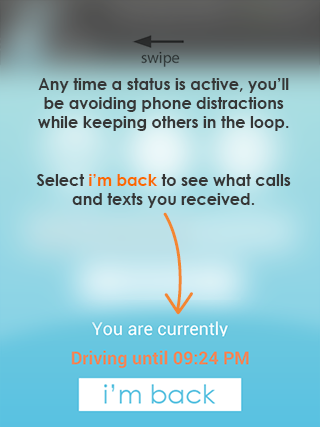 swipe
Any time a status is active, you'll
be avoiding phone distractions
while keeping others in the loop.
Select i'm back to see what calls
and texts you received.
You are currently
Driving until 09:24 PM
i'm back